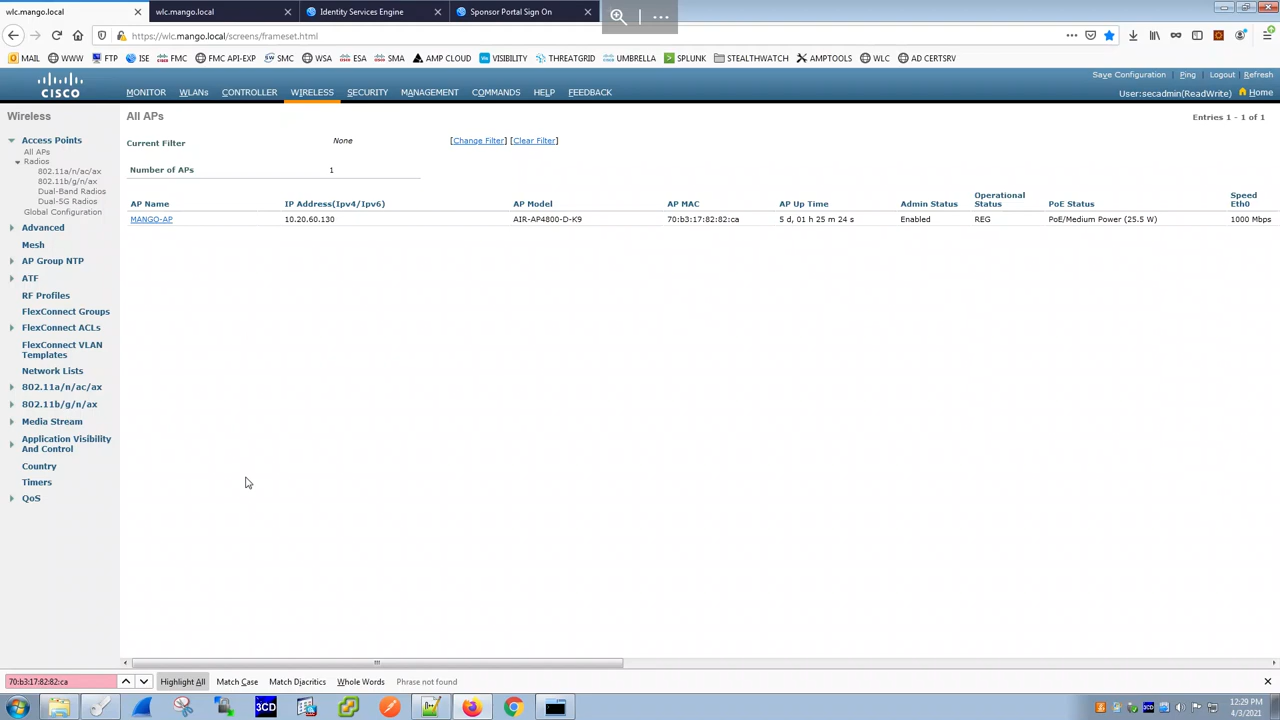 wlc.mango.local
wlc.mango.local
Identity Services Engine
Sponsor Portal Sign On
https://wlc.mango.local/screens/frameset.html
MAIL WWW FTP ISE FMC FMC API-EXP SMC WSA ESA SMA AMP CLOUD VISIBILITY THREATGRID UMBRELLA SPLUNK STEALTHWATCH AMPTOOLS WLC AD CERTSRV
Save Configuration Ping Logout Refresh
CISCO
MONITOR WLANs CONTROLLER WIRELESS SECURITY MANAGEMENT COMMANDS HELP FEEDBACK
User:secadmin(ReadWrite) Home
Wireless
Access Points
All APs
Radios
802.11a/n/ac/ax
802.11b/g/n/ax
Dual-Band Radios
Dual-5G Radios
Global Configuration
Advanced
Mesh
AP Group NTP
ATF
RF Profiles
FlexConnect Groups
FlexConnect ACLs
FlexConnect VLAN
Templates
Network Lists
802.11a/n/ac/ax
802.11b/g/n/ax
Media Stream
Application Visibility
And Control
Country
Timers
QoS
All APs
Entries 1 - 1 of 1
Current Filter None [Change Filter] [Clear Filter]
Number of APs 1
AP Name IP Address(Ipv4/Ipv6) AP Model AP MAC AP Up Time Admin Status Operational Status PoE Status Speed Eth0
MANGO-AP 10.20.60.130 AIR-AP4800-D-K9 70:b3:17:82:82:ca 5 d, 01 h 25 m 24 s Enabled REG PoE/Medium Power (25.5 W) 1000 Mbps
70:b3:17:82:82:ca Highlight All Match Case Match Diacritics Whole Words Phrase not found
3CD
3CD
12:29 PM
4/3/2021